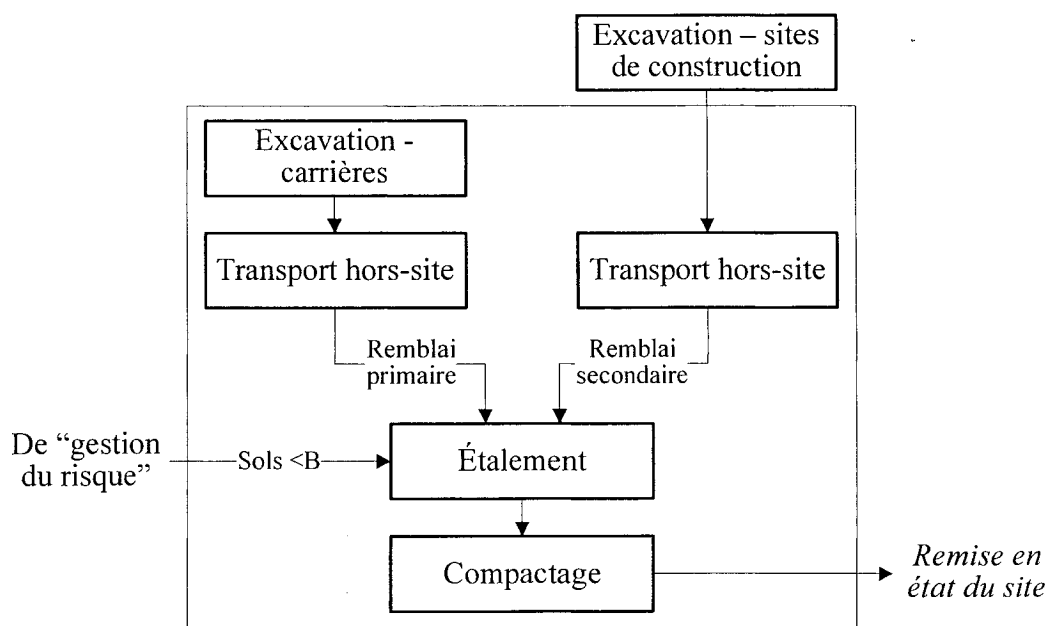 Excavation – sites
de construction
Excavation -
carrières
Transport hors-site
Transport hors-site
Remblai
primaire
Remblai
secondaire
De “gestion
du risque”
Sols <B
Étalement
Compactage
Remise en
état du site